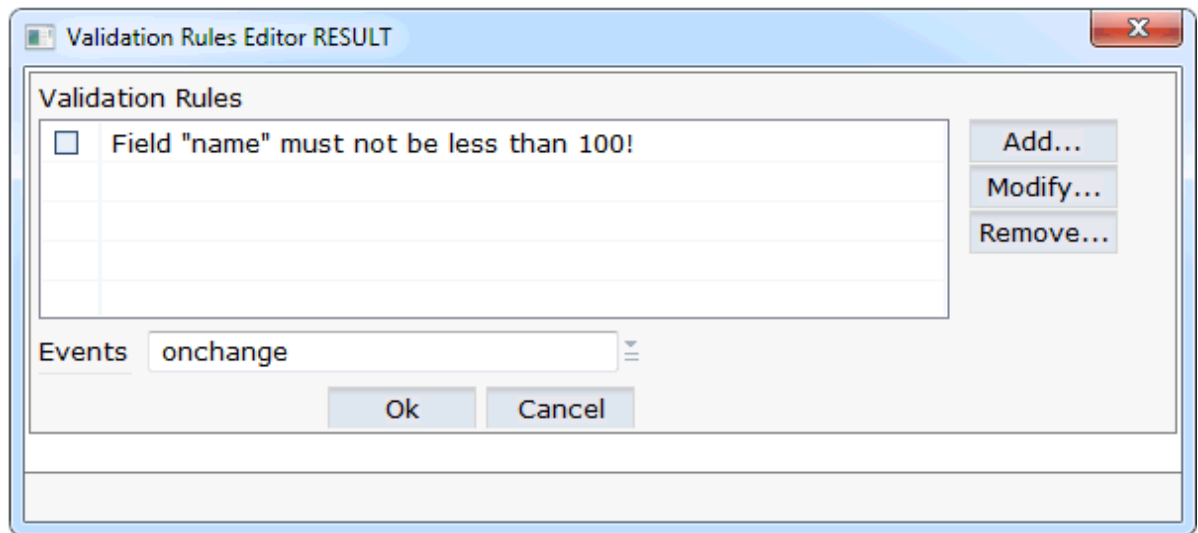 Validation Rules Editor RESULT
Validation Rules
Field "name" must not be less than 100!
Add...
Modify...
Remove...
Events onchange
Ok Cancel